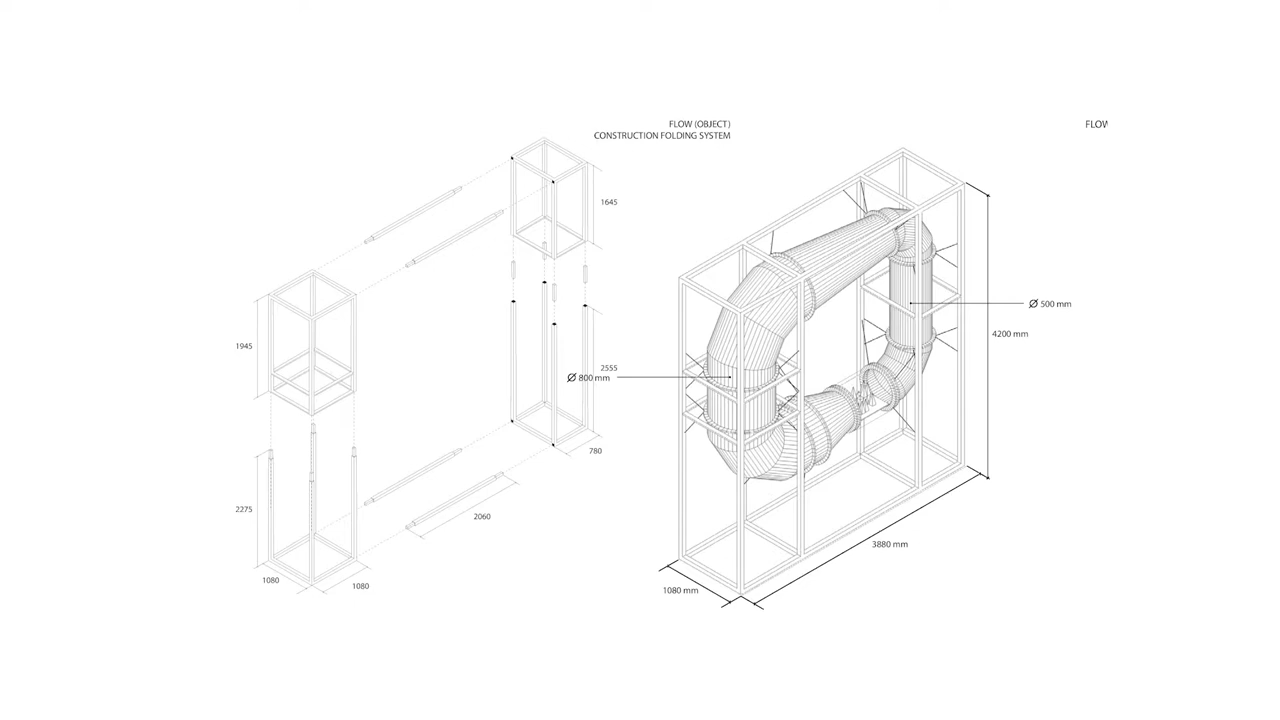 FLOW (OBJECT)
CONSTRUCTION FOLDING SYSTEM
FLOW
1645
1945
2555
780
2275
2060
1080
1080
Ø 500 mm
4200 mm
Ø 800 mm
3880 mm
1080 mm